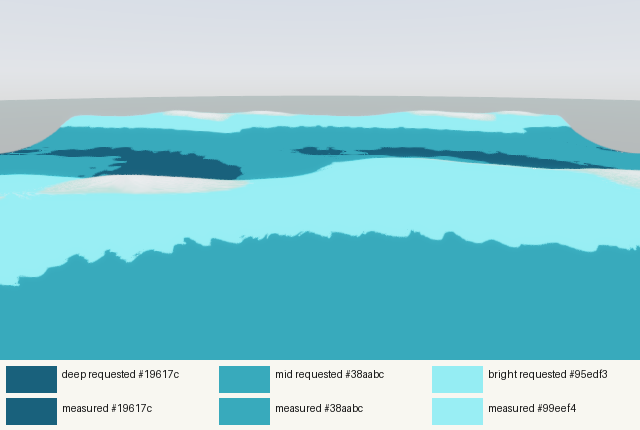 deep requested #19617c
mid requested #38aabc
bright requested #95edf3
measured #19617c
measured #38aabc
measured #99eef4